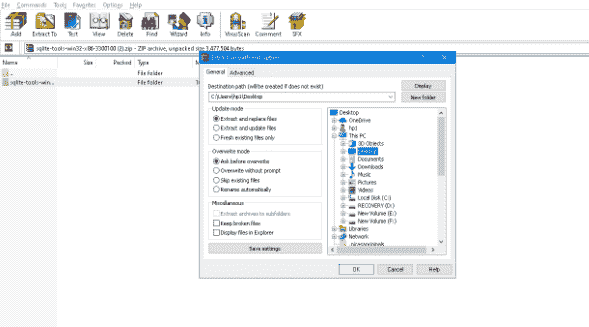 File Commands Tools Favorites Options Help
Add Extract To Test View Delete Find Wizard Info VirusScan Comment SFX
sqlite-tools-win32-x86-3300100 (2).zip - ZIP archive, unpacked size 3,477,504 bytes
Name Size Packed Type
File folder
sqlite-tools-win... File folder
General Advanced
Destination path (will be created if does not exist)
Display
C:\Users\hp1\Desktop
New folder
Update mode
Extract and replace files
Extract and update files
Fresh existing files only
Overwrite mode
Ask before overwrite
Overwrite without prompt
Skip existing files
Rename automatically
Miscellaneous
Extract archives to subfolders
Keep broken files
Display files in Explorer
Save settings
Desktop
OneDrive
hp1
This PC
3D Objects
Desktop
Documents
Downloads
Music
Pictures
Videos
Local Disk (C:)
RECOVERY (D:)
New Volume (E:)
New Volume (F:)
Libraries
Network
OK Cancel Help